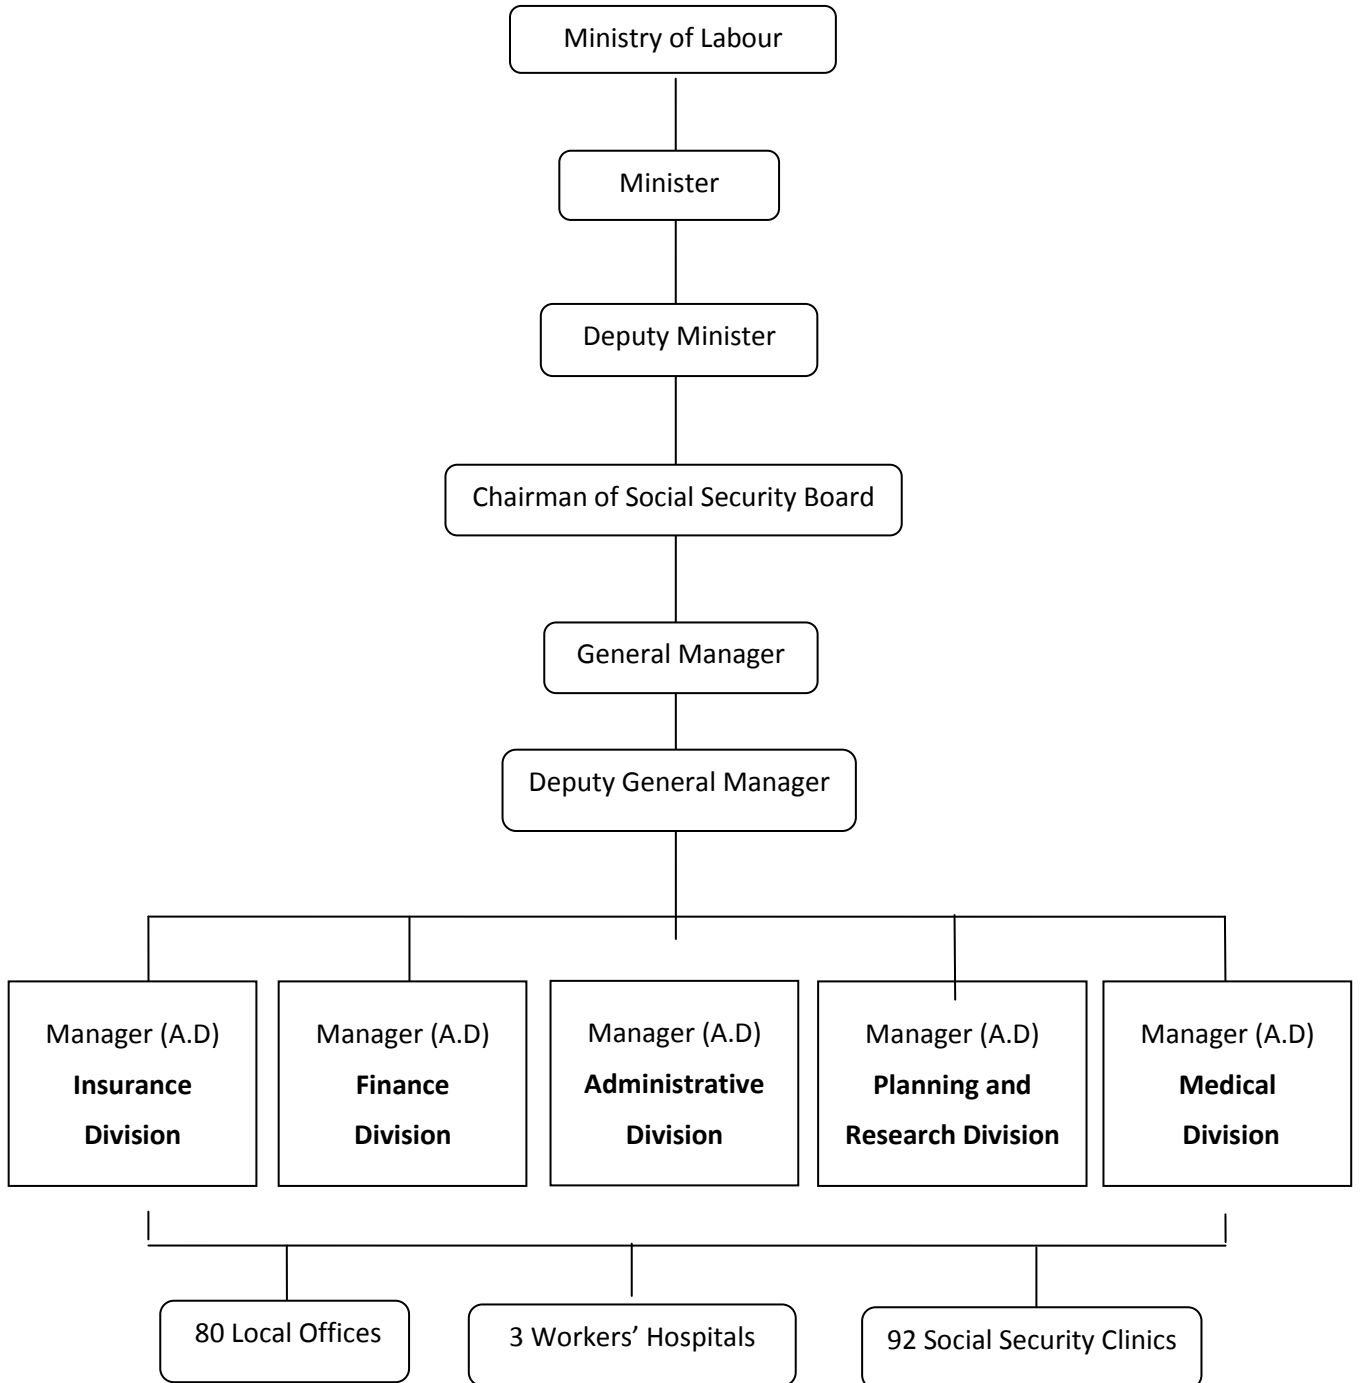 Ministry of Labour
Minister
Deputy Minister
Chairman of Social Security Board
General Manager
Deputy General Manager
Manager (A.D)
Insurance
Division
Manager (A.D)
Finance
Division
Manager (A.D)
Administrative
Division
Manager (A.D)
Planning and
Research Division
Manager (A.D)
Medical
Division
80 Local Offices
3 Workers’ Hospitals
92 Social Security Clinics